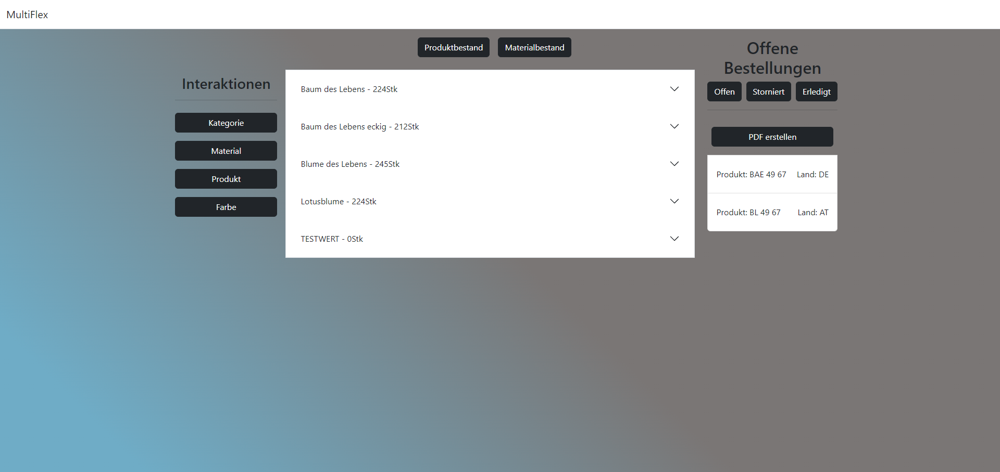 MultiFlex
Produktbestand
Materialbestand
Interaktionen
Kategorie
Material
Produkt
Farbe
Baum des Lebens - 224Stk
Baum des Lebens eckig - 212Stk
Blume des Lebens - 245Stk
Lotusblume - 224Stk
TESTWERT - 0Stk
Offene
Bestellungen
Offen
Storniert
Erledigt
PDF erstellen
Produkt: BAE 49 67 Land: DE
Produkt: BL 49 67 Land: AT